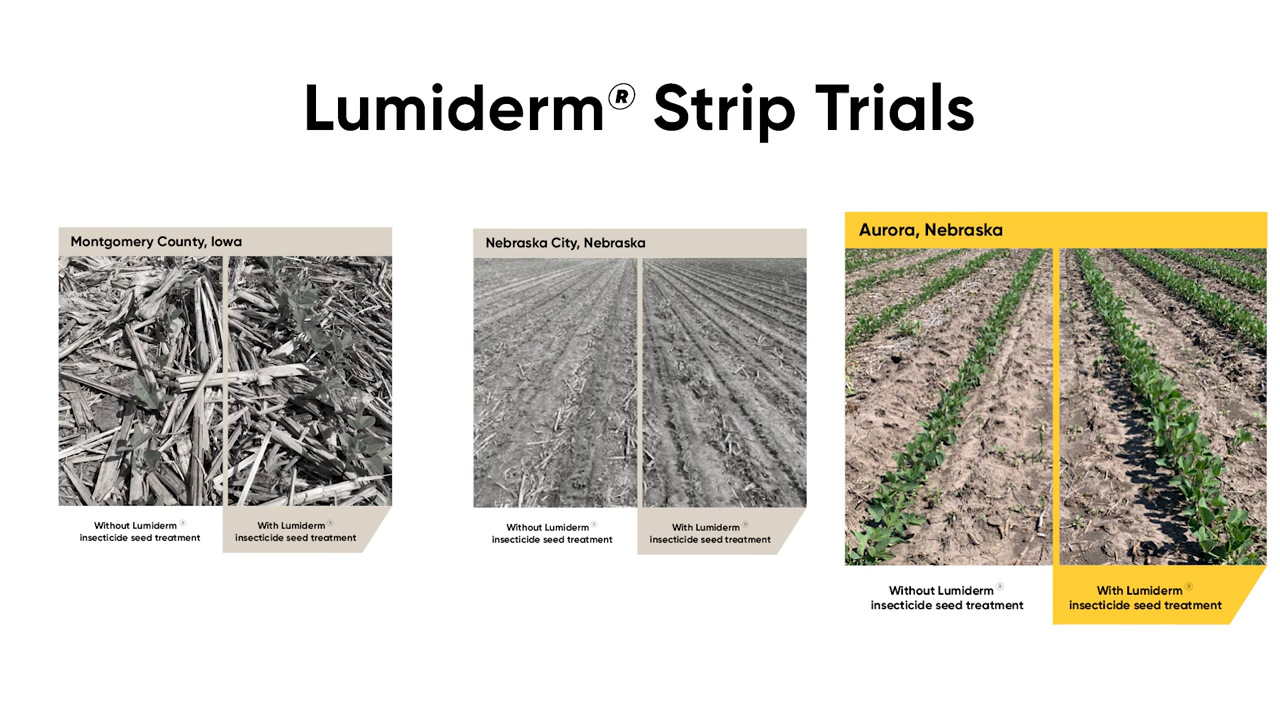 Lumiderm® Strip Trials
Montgomery County, Iowa
Without Lumiderm®
insecticide seed treatment
With Lumiderm®
insecticide seed treatment
Nebraska City, Nebraska
Without Lumiderm®
insecticide seed treatment
With Lumiderm®
insecticide seed treatment
Aurora, Nebraska
Without Lumiderm®
insecticide seed treatment
With Lumiderm®
insecticide seed treatment